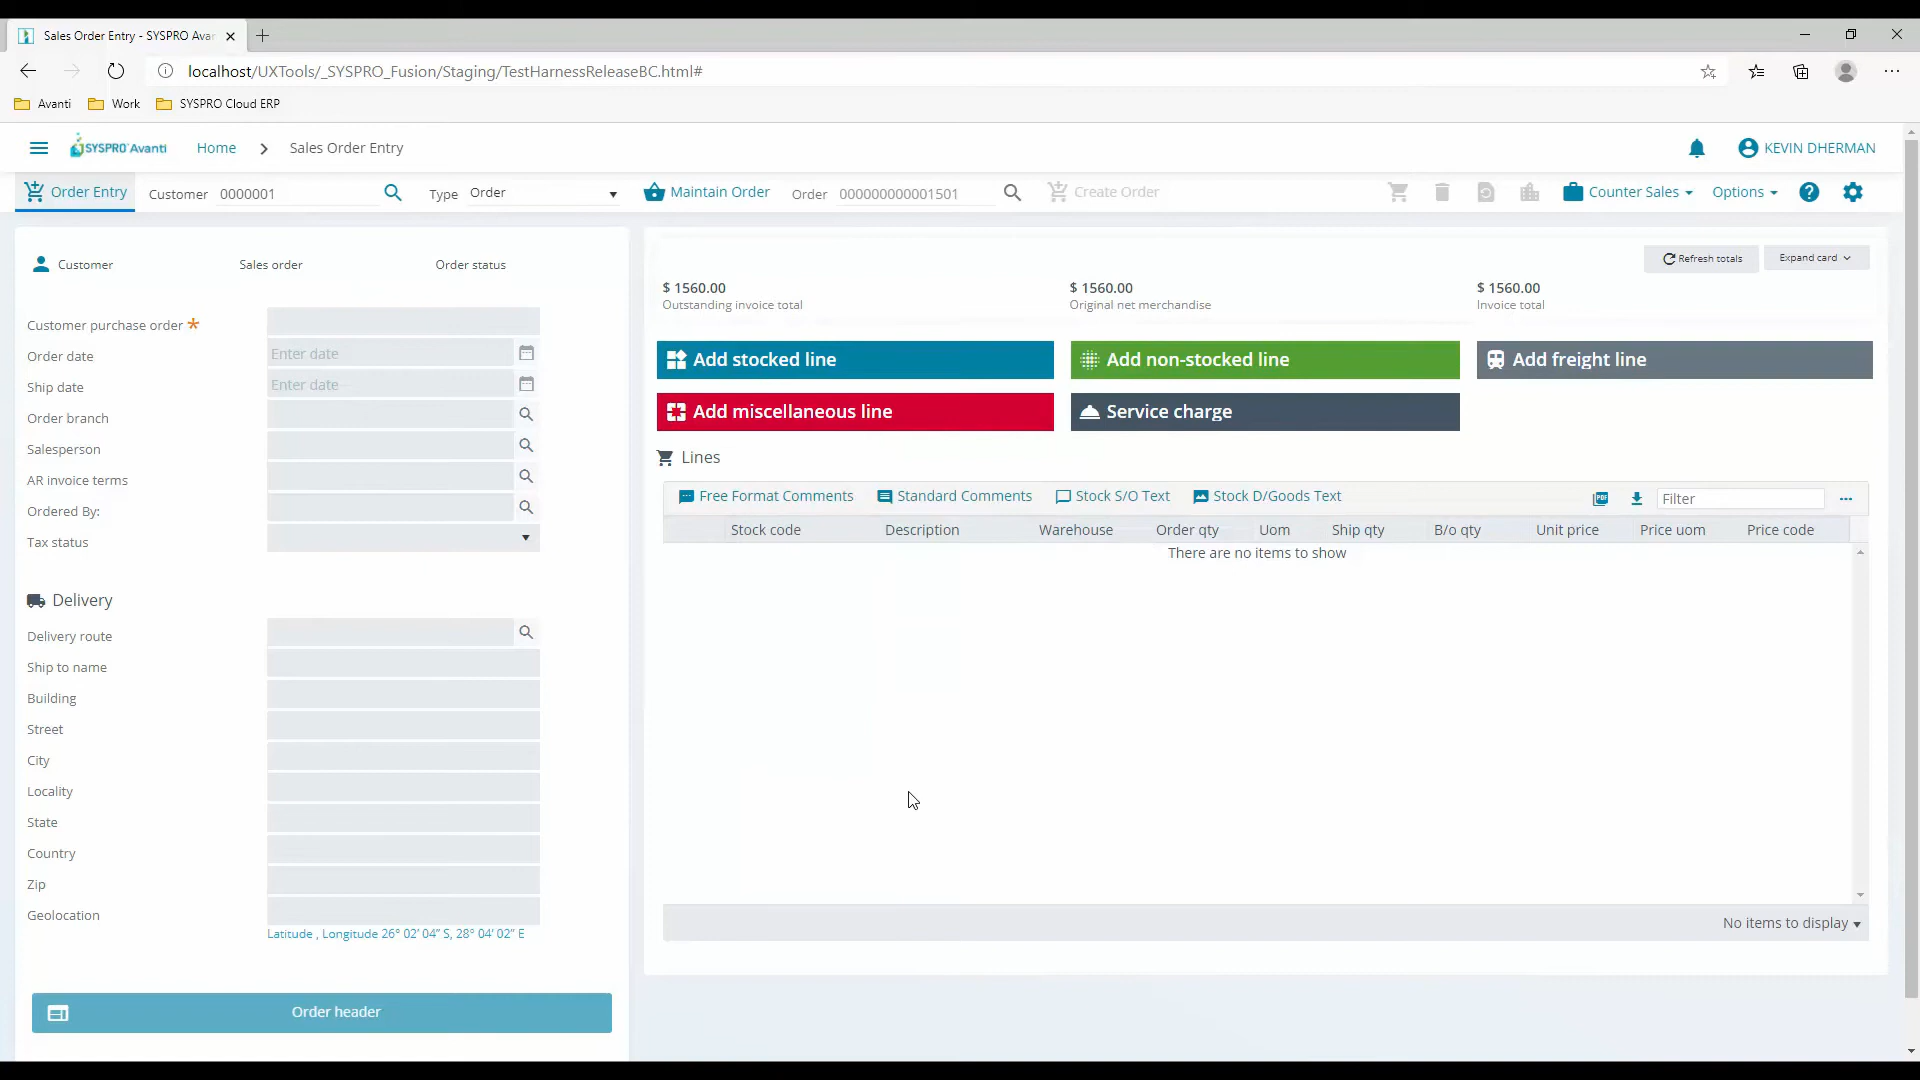 Sales Order Entry - SYSPRO Ava
localhost/UXTools/_SYSPRO_Fusion/Staging/TestHarnessReleaseBC.html#
Avanti Work SYSPRO Cloud ERP
SYSPRO Avanti Home Sales Order Entry KEVIN DHERMAN
Order Entry Customer 0000001 Type Order Maintain Order Order 000000000001501 Create Order Counter Sales Options
Customer Sales order Order status
Customer purchase order *
Order date Enter date
Ship date Enter date
Order branch
Salesperson
AR invoice terms
Ordered By:
Tax status
Delivery
Delivery route
Ship to name
Building
Street
City
Locality
State
Country
Zip
Geolocation
Latitude , Longitude 26° 02′ 04″ S, 28° 04′ 02″ E
Order header
Refresh totals Expand card
$ 1560.00 $ 1560.00 $ 1560.00
Outstanding invoice total Original net merchandise Invoice total
Add stocked line Add non-stocked line Add freight line
Add miscellaneous line Service charge
Lines
Free Format Comments Standard Comments Stock S/O Text Stock D/Goods Text PDF Filter
Stock code Description Warehouse Order qty Uom Ship qty B/o qty Unit price Price uom Price code
There are no items to show
No items to display